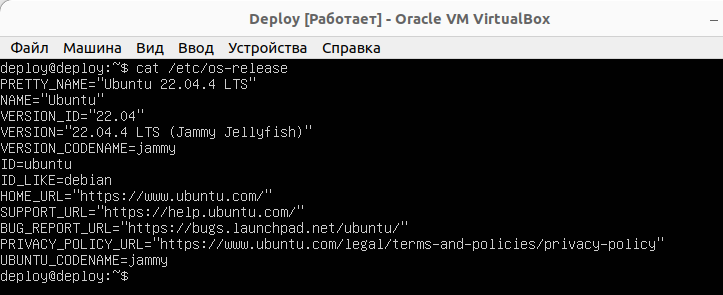 Deploy [Работает] - Oracle VM VirtualBox
Файл Машина Вид Ввод Устройства Справка
deploy@deploy:~$ cat /etc/os-release
PRETTY_NAME="Ubuntu 22.04.4 LTS"
NAME="Ubuntu"
VERSION_ID="22.04"
VERSION="22.04.4 LTS (Jammy Jellyfish)"
VERSION_CODENAME=jammy
ID=ubuntu
ID_LIKE=debian
HOME_URL="https://www.ubuntu.com/"
SUPPORT_URL="https://help.ubuntu.com/"
BUG_REPORT_URL="https://bugs.launchpad.net/ubuntu/"
PRIVACY_POLICY_URL="https://www.ubuntu.com/legal/terms-and-policies/privacy-policy"
UBUNTU_CODENAME=jammy
deploy@deploy:~$